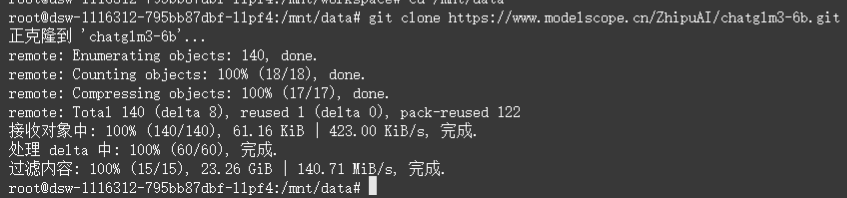 root@dsw-1116312-795bb87dbf-11pf4:/mnt/workspace# cd /mnt/data
root@dsw-1116312-795bb87dbf-11pf4:/mnt/data# git clone https://www.modelscope.cn/ZhipuAI/chatglm3-6b.git
正克隆到 'chatglm3-6b'...
remote: Enumerating objects: 140, done.
remote: Counting objects: 100% (18/18), done.
remote: Compressing objects: 100% (17/17), done.
remote: Total 140 (delta 8), reused 1 (delta 0), pack-reused 122
接收对象中: 100% (140/140), 61.16 KiB | 423.00 KiB/s, 完成.
处理 delta 中: 100% (60/60), 完成.
过滤内容: 100% (15/15), 23.26 GiB | 140.71 MiB/s, 完成.
root@dsw-1116312-795bb87dbf-11pf4:/mnt/data#